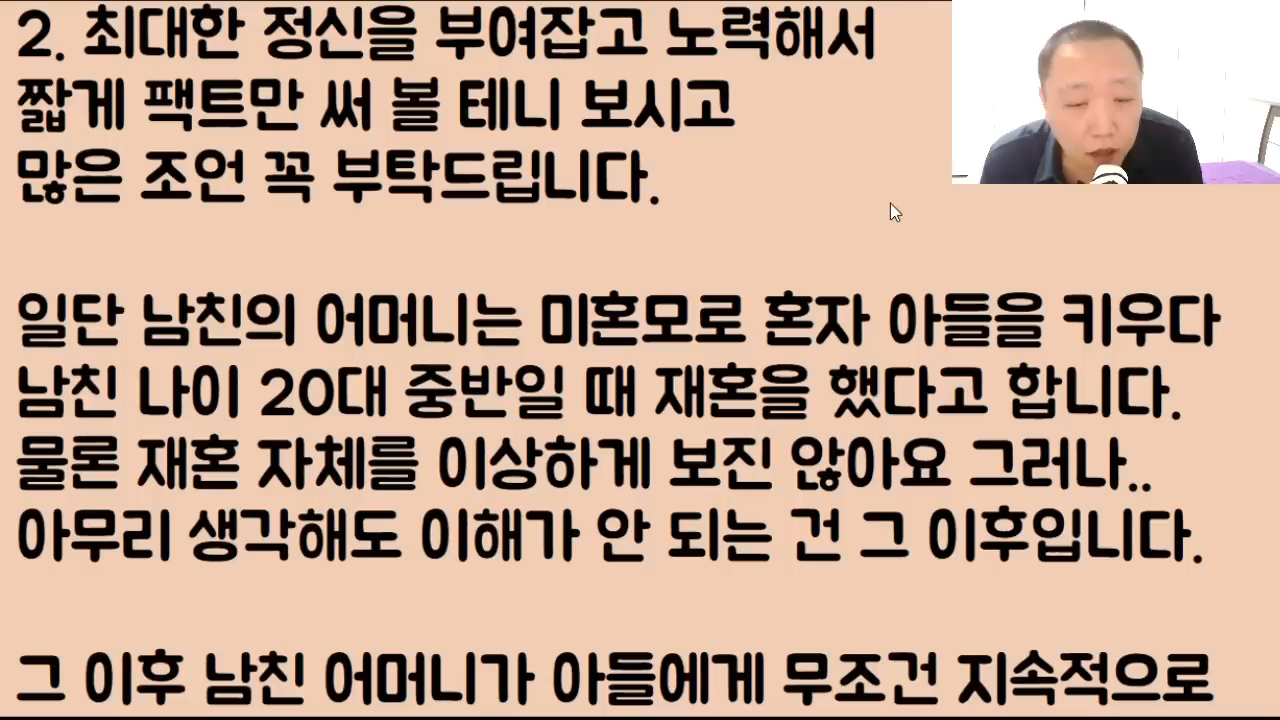 2. 최대한 정신을 부여잡고 노력해서
짧게 팩트만 써 볼 테니 보시고
많은 조언 꼭 부탁드립니다.
일단 남친의 어머니는 미혼모로 혼자 아들을 키우다
남친 나이 20대 중반일 때 재혼을 했다고 합니다.
물론 재혼 자체를 이상하게 보진 않아요 그러나..
아무리 생각해도 이해가 안 되는 건 그 이후입니다.
그 이후 남친 어머니가 아들에게 무조건 지속적으로